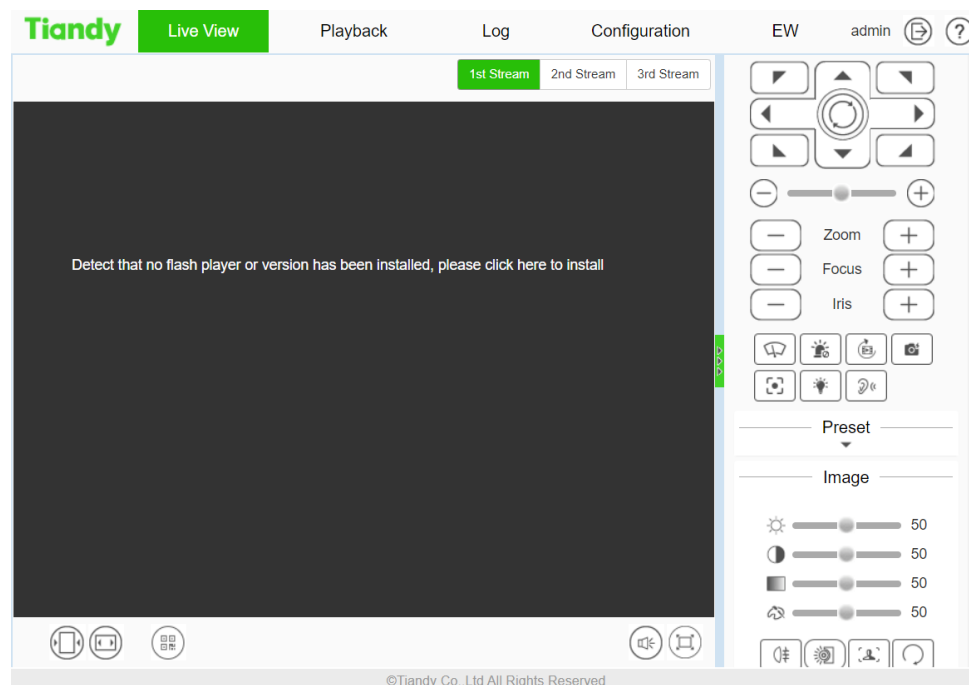 Tiandy Live View Playback Log Configuration EW admin ?
1st Stream 2nd Stream 3rd Stream
Detect that no flash player or version has been installed, please click here to install
Zoom
Focus
Iris
Preset
Image
50
50
50
50
©Tiandy Co. Ltd All Rights Reserved